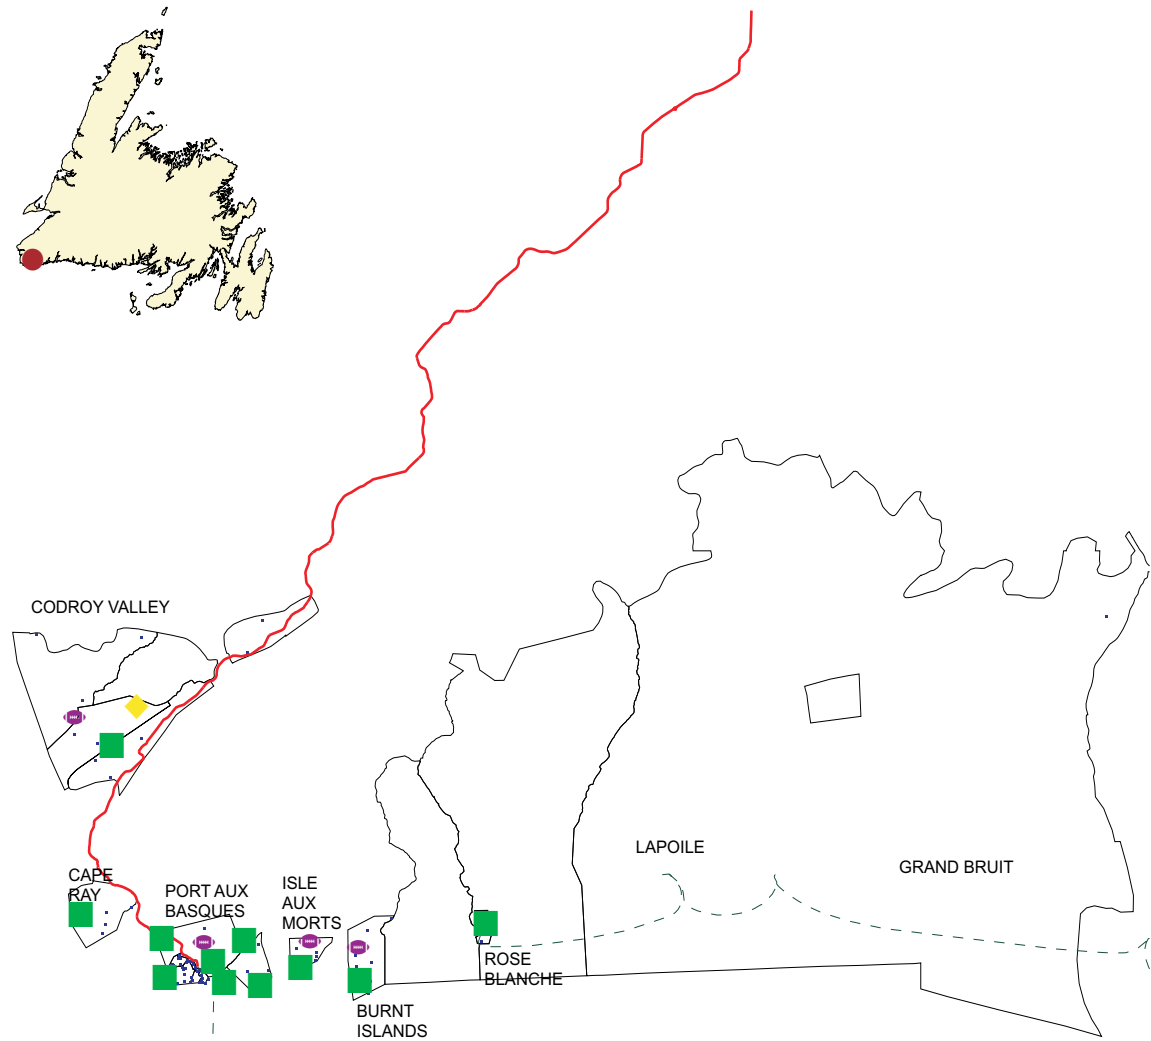 CODROY VALLEY
LAPOILE
GRAND BRUIT
CAPE
RAY
PORT AUX
BASQUES
ISLE
AUX
MORTS
ROSE
BLANCHE
BURNT
ISLANDS